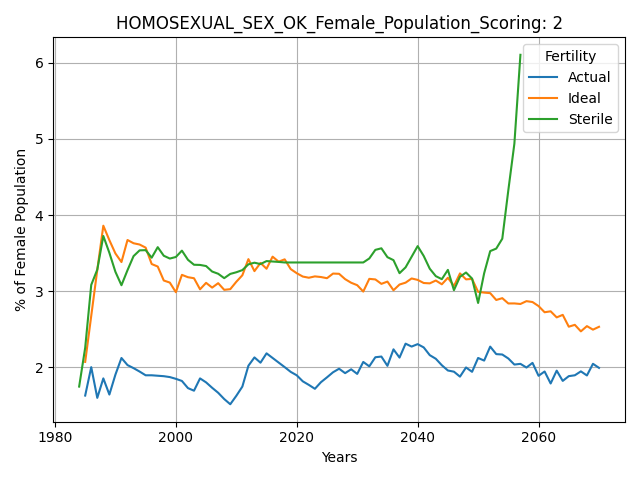 HOMOSEXUAL_SEX_OK_Female_Population_Scoring: 2
% of Female Population
6
5
4
3
2
Fertility
Actual
Ideal
Sterile
1980
2000
2020
2040
2060
Years